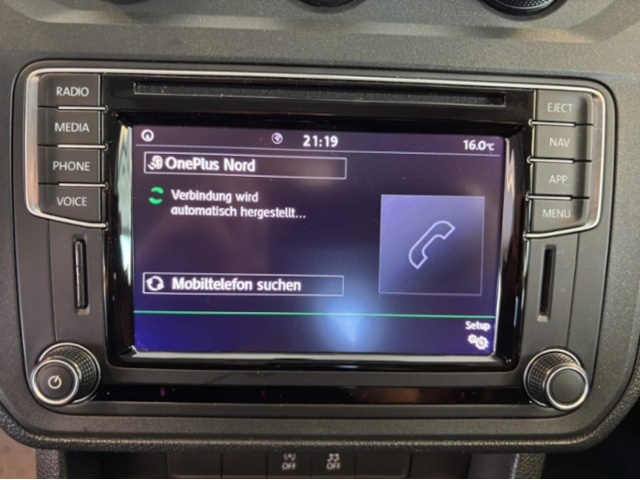 RADIO
EJECT
MEDIA
NAV
PHONE
APP
VOICE
MENU
21:19
16.0°C
OnePlus Nord
Verbindung wird
automatisch hergestellt...
Mobiltelefon suchen
Setup
OFF
OFF